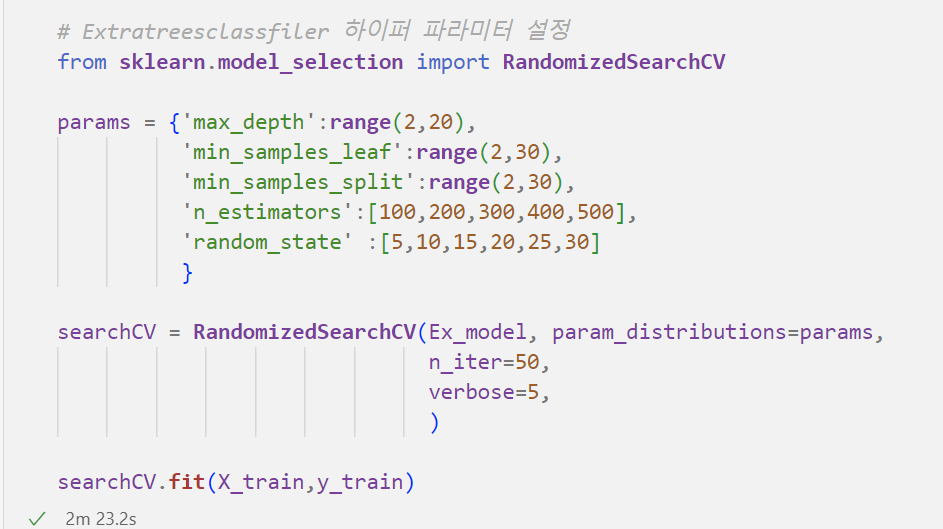 # Extratreesclassfiler 하이퍼 파라미터 설정
from sklearn.model_selection import RandomizedSearchCV
params = {'max_depth':range(2,20),
'min_samples_leaf':range(2,30),
'min_samples_split':range(2,30),
'n_estimators':[100,200,300,400,500],
'random_state' :[5,10,15,20,25,30]
}
searchCV = RandomizedSearchCV(Ex_model, param_distributions=params,
n_iter=50,
verbose=5,
)
searchCV.fit(X_train,y_train)
✓ 2m 23.2s